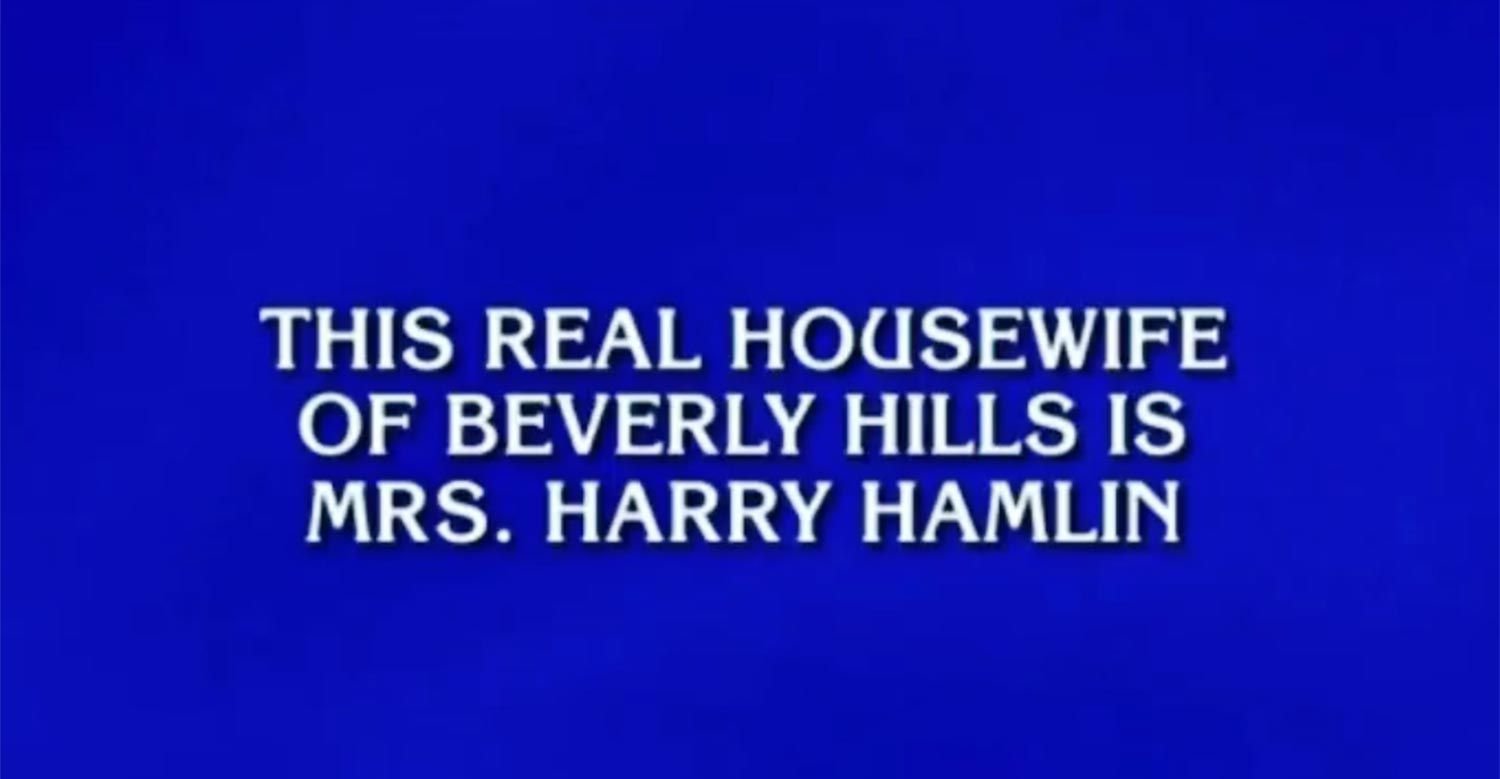 THIS REAL HOUSEWIFE
OF BEVERLY HILLS IS
MRS. HARRY HAMLIN